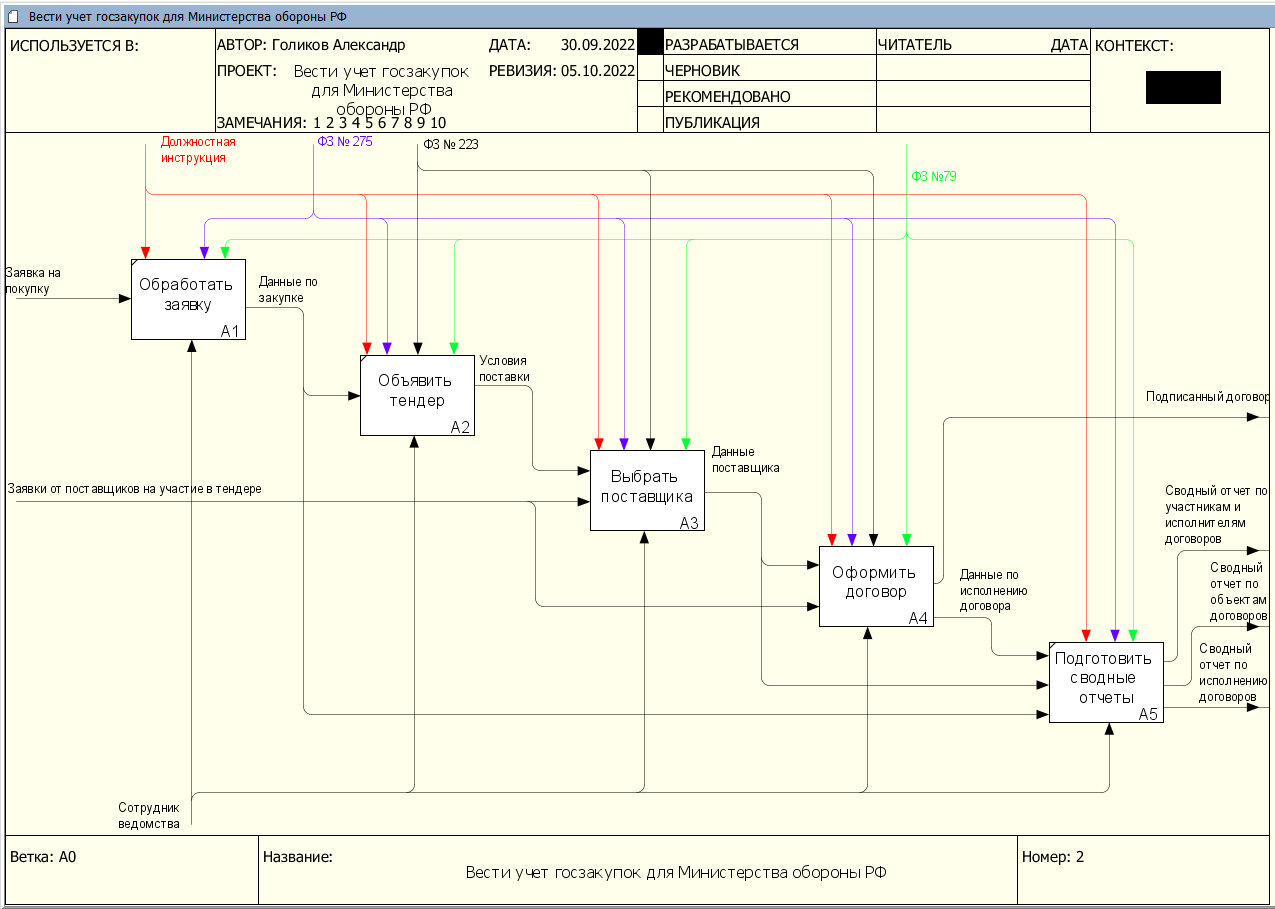 Вести учет госзакупок для Министерства обороны РФ
ИСПОЛЬЗУЕТСЯ В:
АВТОР: Голиков Александр
ДАТА: 30.09.2022
РАЗРАБАТЫВАЕТСЯ
ЧИТАТЕЛЬ
ДАТА
КОНТЕКСТ:
ПРОЕКТ: Вести учет госзакупок
для Министерства
обороны РФ
РЕВИЗИЯ: 05.10.2022
ЧЕРНОВИК
РЕКОМЕНДОВАНО
ЗАМЕЧАНИЯ: 1 2 3 4 5 6 7 8 9 10
ПУБЛИКАЦИЯ
Должностная
инструкция
ФЗ № 275
ФЗ № 223
ФЗ №79
Заявка на
покупку
Обработать
заявку
A1
Данные по
закупке
Объявить
тендер
A2
Условия
поставки
Подписанный договор
Заявки от поставщиков на участие в тендере
Выбрать
поставщика
A3
Данные
поставщика
Сводный отчет по
участникам и
исполнителям
договоров
Оформить
договор
A4
Данные по
исполнению
договора
Сводный
отчет по
объектам
договоров
Подготовить
сводные
отчеты
A5
Сводный
отчет по
исполнению
договоров
Сотрудник
ведомства
Ветка: A0
Название:
Вести учет госзакупок для Министерства обороны РФ
Номер: 2